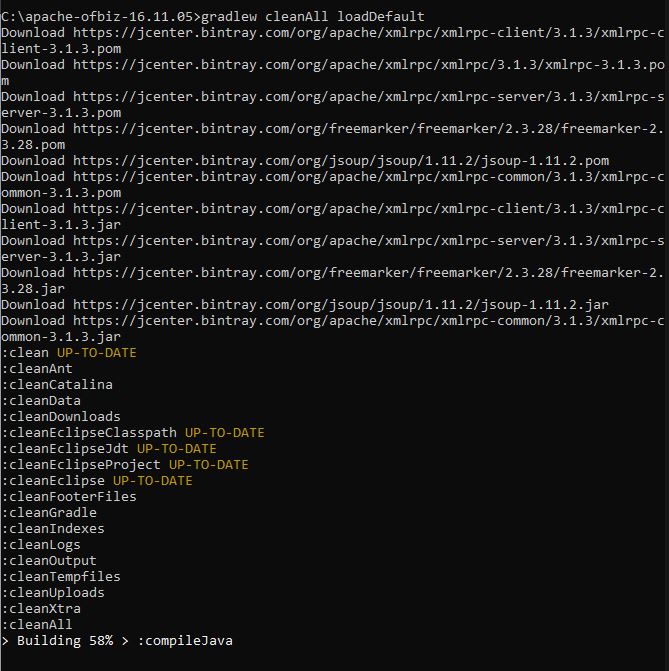 C:\apache-ofbiz-16.11.05>gradlew cleanAll loadDefault
Download https://jcenter.bintray.com/org/apache/xmlrpc/xmlrpc-client/3.1.3/xmlrpc-c
lient-3.1.3.pom
Download https://jcenter.bintray.com/org/apache/xmlrpc/xmlrpc/3.1.3/xmlrpc-3.1.3.po
m
Download https://jcenter.bintray.com/org/apache/xmlrpc/xmlrpc-server/3.1.3/xmlrpc-s
erver-3.1.3.pom
Download https://jcenter.bintray.com/org/freemarker/freemarker/2.3.28/freemarker-2.
3.28.pom
Download https://jcenter.bintray.com/org/jsoup/jsoup/1.11.2/jsoup-1.11.2.pom
Download https://jcenter.bintray.com/org/apache/xmlrpc/xmlrpc-common/3.1.3/xmlrpc-c
ommon-3.1.3.pom
Download https://jcenter.bintray.com/org/apache/xmlrpc/xmlrpc-client/3.1.3/xmlrpc-c
lient-3.1.3.jar
Download https://jcenter.bintray.com/org/apache/xmlrpc/xmlrpc-server/3.1.3/xmlrpc-s
erver-3.1.3.jar
Download https://jcenter.bintray.com/org/freemarker/freemarker/2.3.28/freemarker-2.
3.28.jar
Download https://jcenter.bintray.com/org/jsoup/jsoup/1.11.2/jsoup-1.11.2.jar
Download https://jcenter.bintray.com/org/apache/xmlrpc/xmlrpc-common/3.1.3/xmlrpc-c
ommon-3.1.3.jar
:clean UP-TO-DATE
:cleanAnt
:cleanCatalina
:cleanData
:cleanDownloads
:cleanEclipseClasspath UP-TO-DATE
:cleanEclipseJdt UP-TO-DATE
:cleanEclipseProject UP-TO-DATE
:cleanEclipse UP-TO-DATE
:cleanFooterFiles
:cleanGradle
:cleanIndexes
:cleanLogs
:cleanOutput
:cleanTempfiles
:cleanUploads
:cleanXtra
:cleanAll
> Building 58% > :compileJava